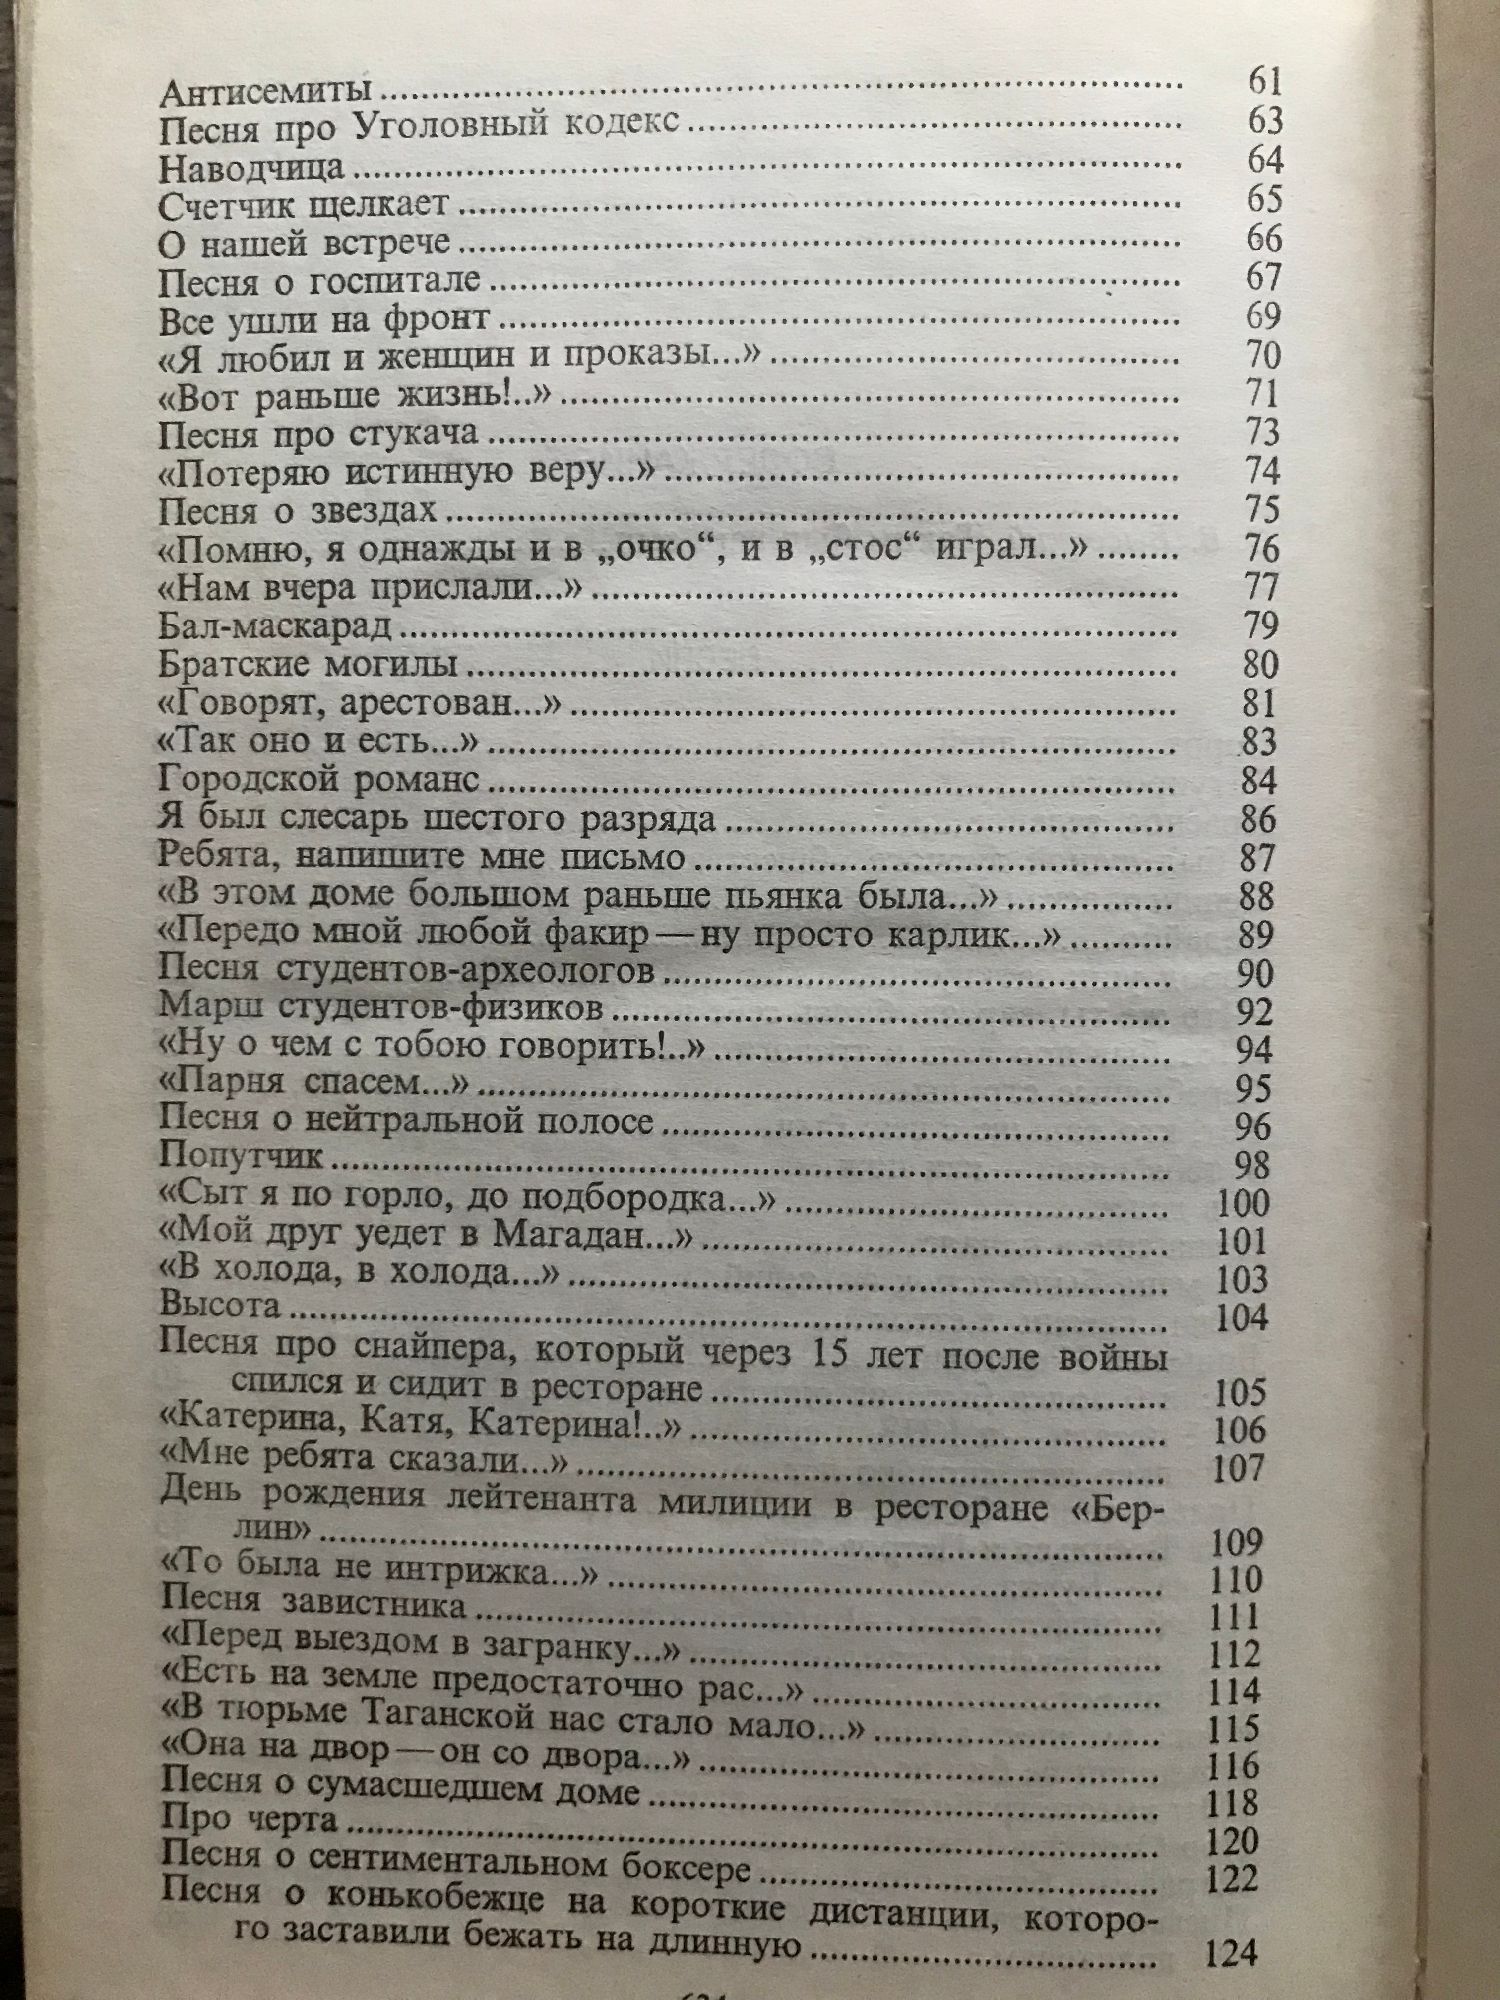 Антисемиты ........ 61
Песня про Уголовный кодекс ........ 63
Наводчица ........ 64
Счетчик щелкает ........ 65
О нашей встрече ........ 66
Песня о госпитале ........ 67
Все ушли на фронт ........ 69
«Я любил и женщин и проказы...» ........ 70
«Вот раньше жизнь!..» ........ 71
Песня про стукача ........ 73
«Потеряю истинную веру...» ........ 74
Песня о звездах ........ 75
«Помню, я однажды и в „очко“, и в „стос“ играл...» ........ 76
«Нам вчера прислали...» ........ 77
Бал-маскарад ........ 79
Братские могилы ........ 80
«Говорят, арестован...» ........ 81
«Так оно и есть...» ........ 83
Городской романс ........ 84
Я был слесарь шестого разряда ........ 86
Ребята, напишите мне письмо ........ 87
«В этом доме большом раньше пьянка была...» ........ 88
«Передо мной любой факир — ну просто карлик...» ........ 89
Песня студентов-археологов ........ 90
Марш студентов-физиков ........ 92
«Ну о чем с тобою говорить!..» ........ 94
«Парня спасем...» ........ 95
Песня о нейтральной полосе ........ 96
Попутчик ........ 98
«Сыт я по горло, до подбородка...» ........ 100
«Мой друг уедет в Магадан...» ........ 101
«В холода, в холода...» ........ 103
Высота ........ 104
Песня про снайпера, который через 15 лет после войны
спился и сидит в ресторане ........ 105
«Катерина, Катя, Катерина!..» ........ 106
«Мне ребята сказали...» ........ 107
День рождения лейтенанта милиции в ресторане «Бер-
лин» ........ 109
«То была не интрижка...» ........ 110
Песня завистника ........ 111
«Перед выездом в загранку...» ........ 112
«Есть на земле предостаточно рас...» ........ 114
«В тюрьме Таганской нас стало мало...» ........ 115
«Она на двор — он со двора...» ........ 116
Песня о сумасшедшем доме ........ 118
Про черта ........ 120
Песня о сентиментальном боксере ........ 122
Песня о конькобежце на короткие дистанции, которо-
го заставили бежать на длинную ........ 124